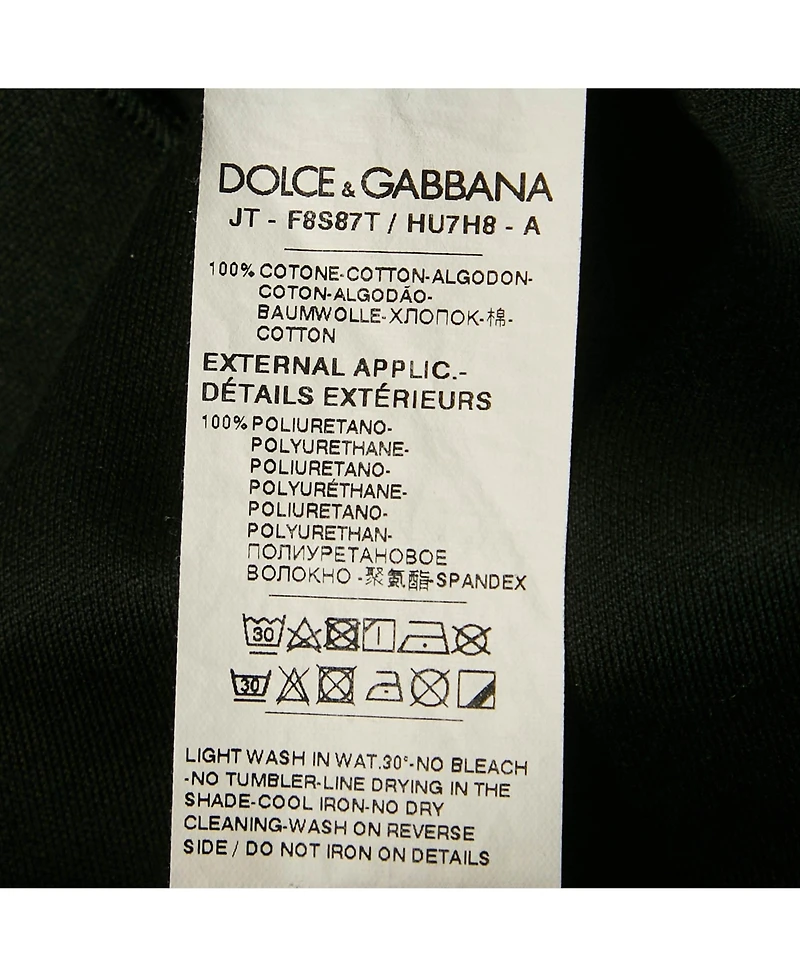 DOLCE & GABBANA
JT - F8S87T / HU7H8 - A
100% COTONE-COTTON-ALGODON-
COTON-ALGODÃO-
BAUMWOLLE-ХЛОПОК-棉-
COTTON
EXTERNAL APPLIC.-
DÉTAILS EXTÉRIEURS
100% POLIURETANO-
POLYURETHANE-
POLIURETANO-
POLYURÉTHANE-
POLIURETANO-
POLYURETHAN-
ПОЛИУРЕТАНОВОЕ
ВОЛОКНО -聚氨酯-SPANDEX
30
30
LIGHT WASH IN WAT.30°-NO BLEACH
-NO TUMBLER-LINE DRYING IN THE
SHADE-COOL IRON-NO DRY
CLEANING-WASH ON REVERSE
SIDE / DO NOT IRON ON DETAILS